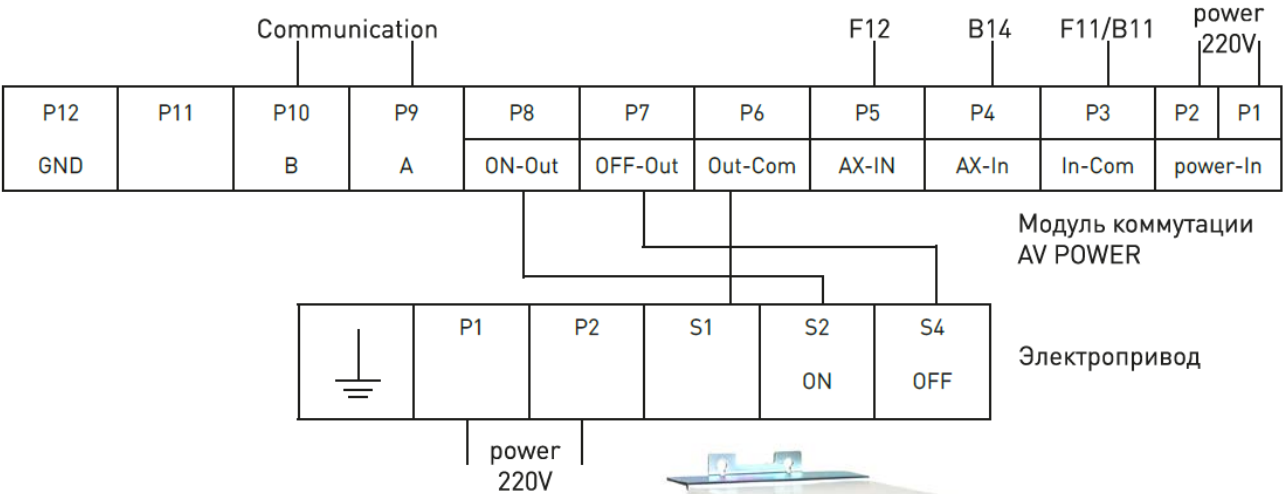 Communication F12 B14 F11/B11 power
220V
P12 P11 P10 P9 P8 P7 P6 P5 P4 P3 P2 P1
GND B A ON-Out OFF-Out Out-Com AX-IN AX-In In-Com power-In
Модуль коммутации
AV POWER
P1 P2 S1 S2 S4
ON OFF
Электропривод
power
220V